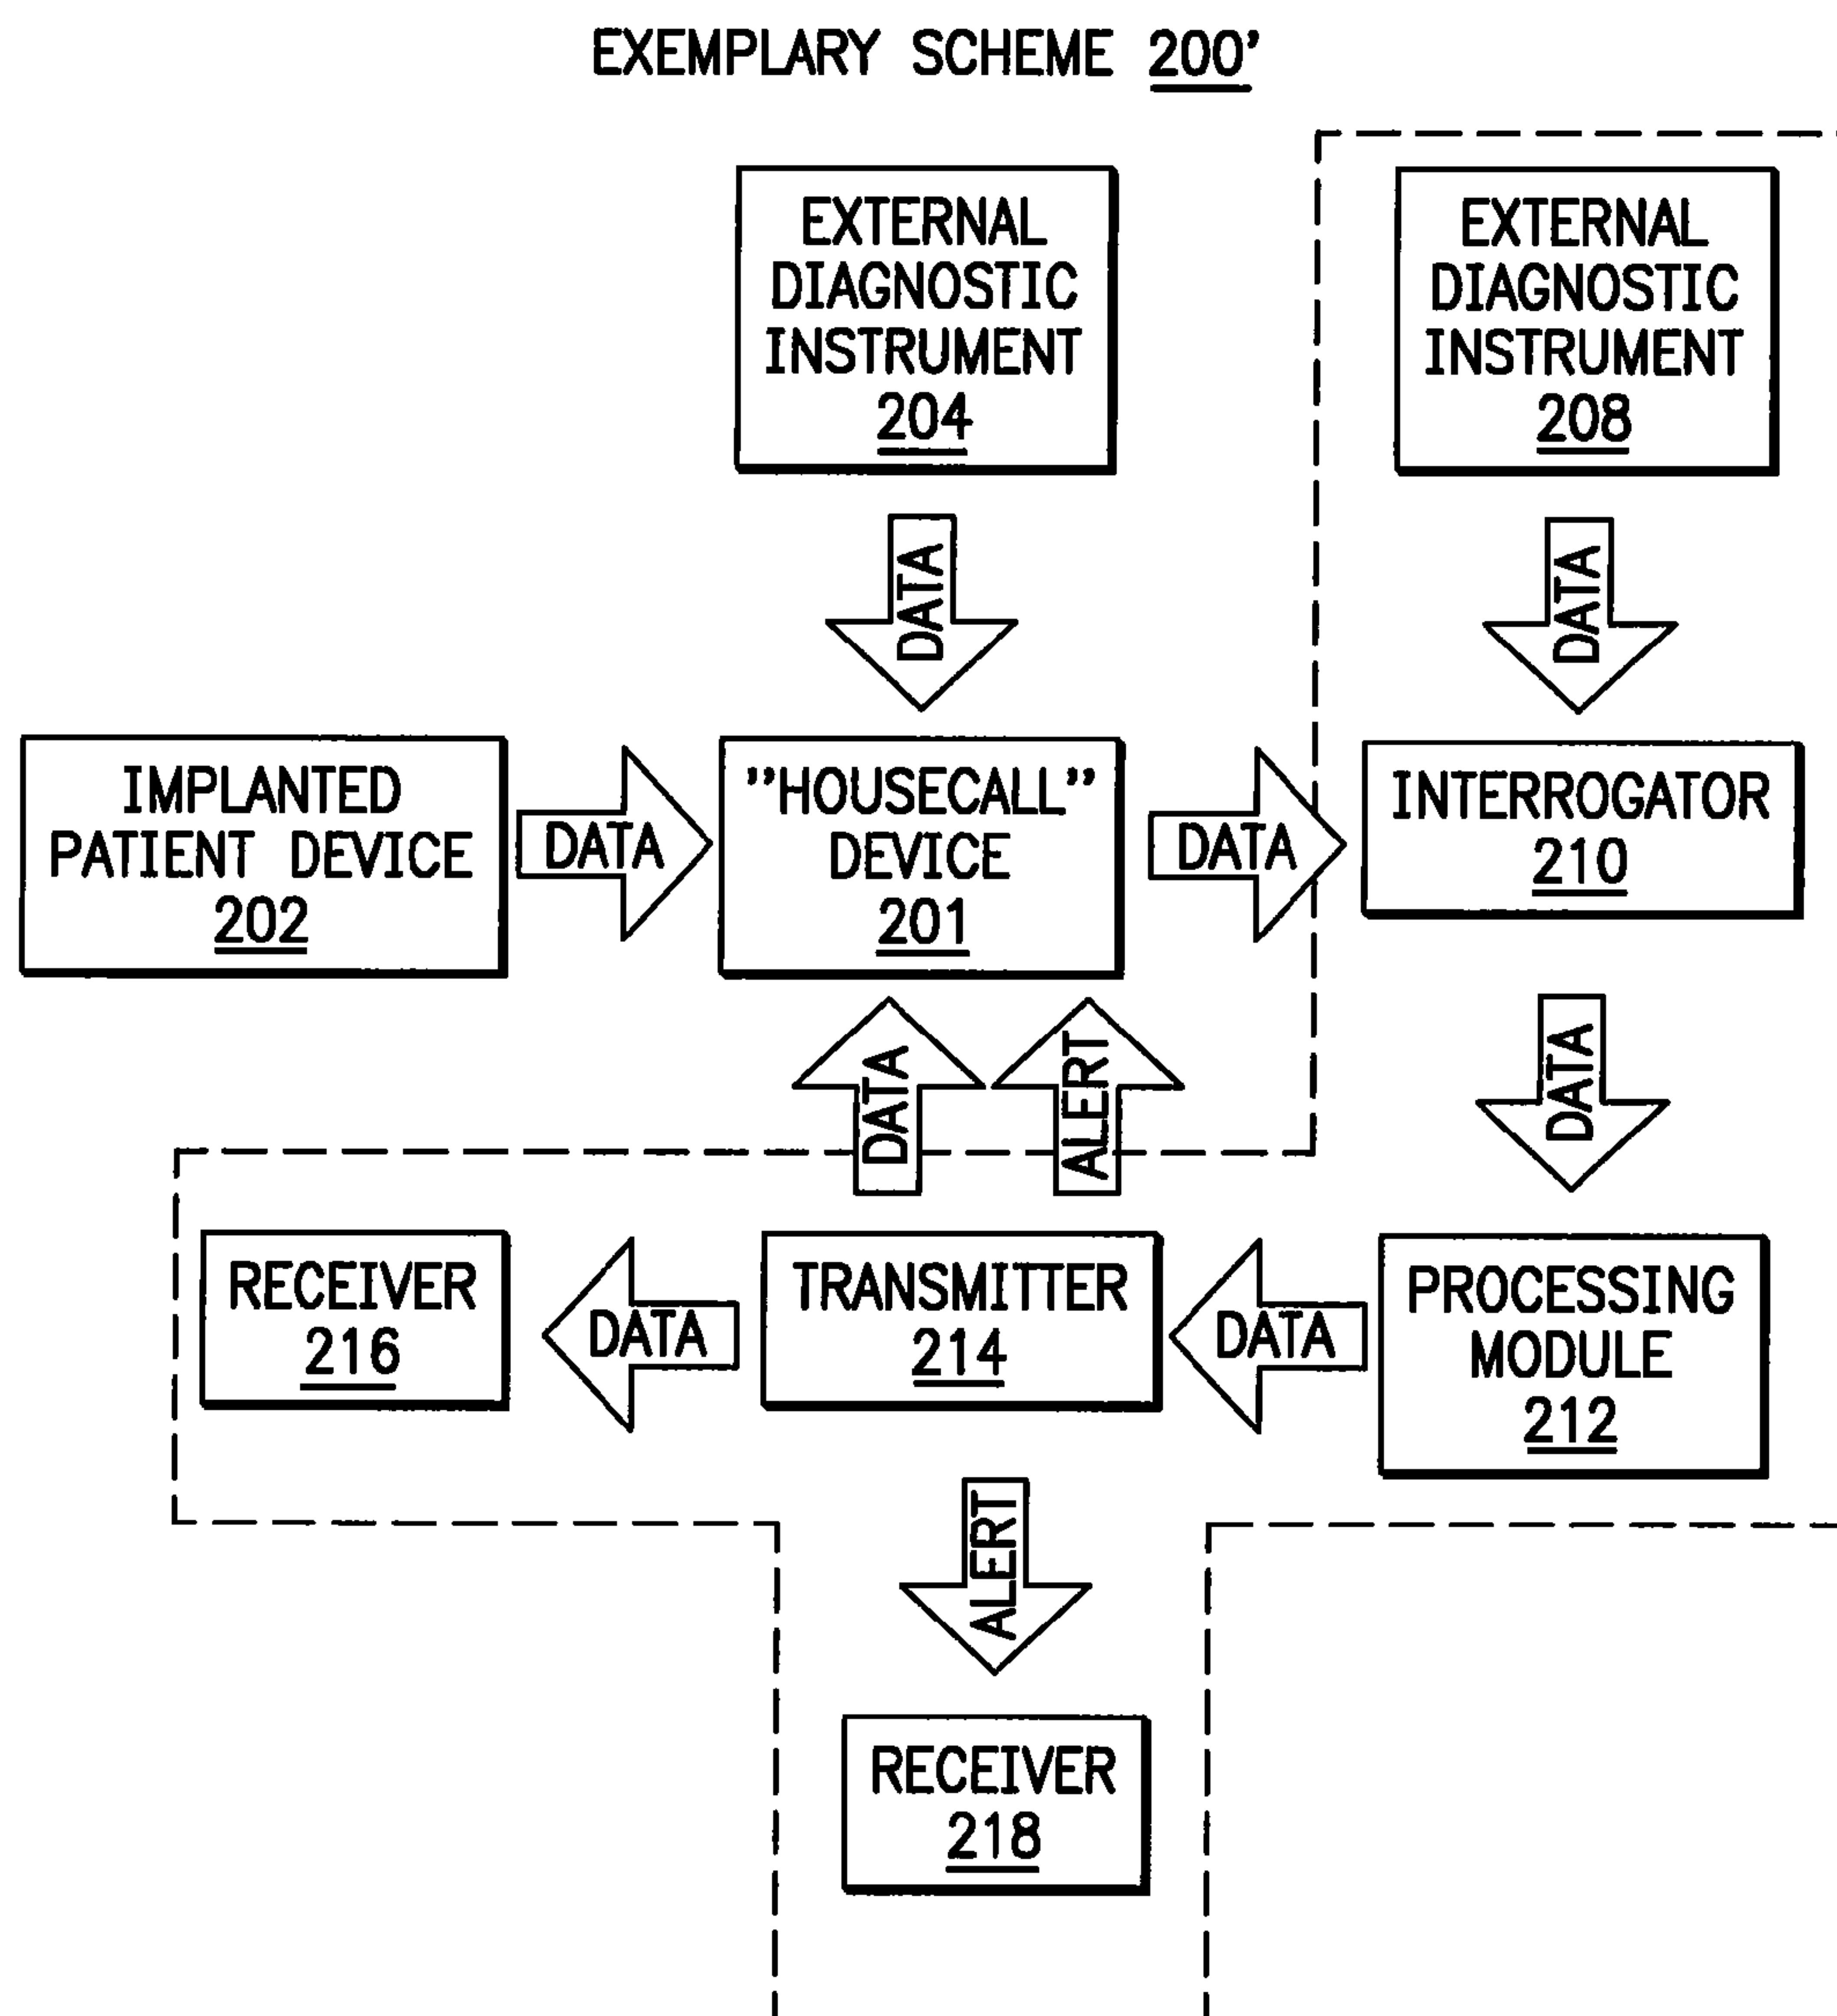 EXEMPLARY SCHEME 200’
EXTERNAL
DIAGNOSTIC
INSTRUMENT
204
EXTERNAL
DIAGNOSTIC
INSTRUMENT
208
DATA
DATA
IMPLANTED
PATIENT DEVICE
202
DATA
”HOUSECALL”
DEVICE
201
DATA
INTERROGATOR
210
DATA
ALERT
DATA
RECEIVER
216
DATA
TRANSMITTER
214
DATA
PROCESSING
MODULE
212
ALERT
RECEIVER
218